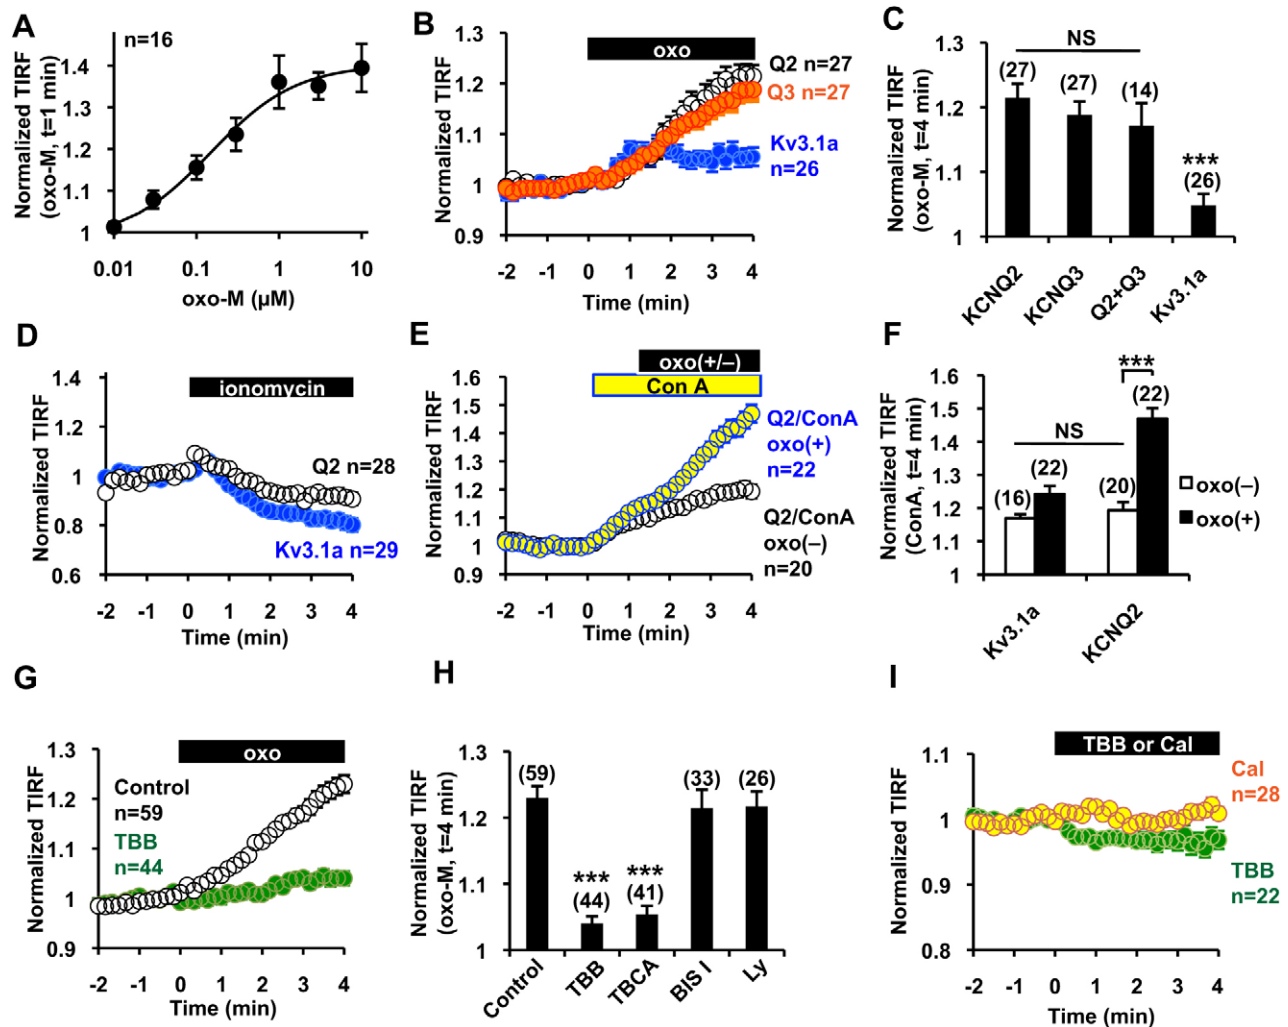 A
n=16
Normalized TIRF
(oxo-M, t=1 min)
1.4
1.3
1.2
1.1
1
0.01
0.1
1
10
oxo-M (µM)
B
oxo
Q2 n=27
Q3 n=27
Kv3.1a
n=26
Normalized TIRF
1.3
1.2
1.1
1
0.9
-2
-1
0
1
2
3
4
Time (min)
C
NS
(27)
(27)
(14)
***
(26)
Normalized TIRF
(oxo-M, t=4 min)
1.3
1.2
1.1
1
KCNQ2
KCNQ3
Q2+Q3
Kv3.1a
D
ionomycin
Q2 n=28
Kv3.1a n=29
Normalized TIRF
1.4
1.2
1
0.8
0.6
-2
-1
0
1
2
3
4
Time (min)
E
oxo(+/–)
Con A
Q2/ConA
oxo(+)
n=22
Q2/ConA
oxo(–)
n=20
Normalized TIRF
1.6
1.5
1.4
1.2
1.1
0.9
-2
-1
0
1
2
3
4
Time (min)
F
***
(22)
NS
(22)
(20)
(16)
oxo(–)
oxo(+)
Normalized TIRF
(ConA, t=4 min)
1.6
1.5
1.4
1.3
1.2
1.1
1
Kv3.1a
KCNQ2
G
oxo
Control
n=59
TBB
n=44
Normalized TIRF
1.3
1.2
1.1
1
0.9
-2
-1
0
1
2
3
4
Time (min)
H
(59)
***
(44)
***
(41)
(33)
(26)
Normalized TIRF
(oxo-M, t=4 min)
1.3
1.2
1.1
1
Control
TBB
TBCA
BIS I
Ly
I
TBB or Cal
Cal
n=28
TBB
n=22
Normalized TIRF
1.1
1
0.9
0.8
-2
-1
0
1
2
3
4
Time (min)